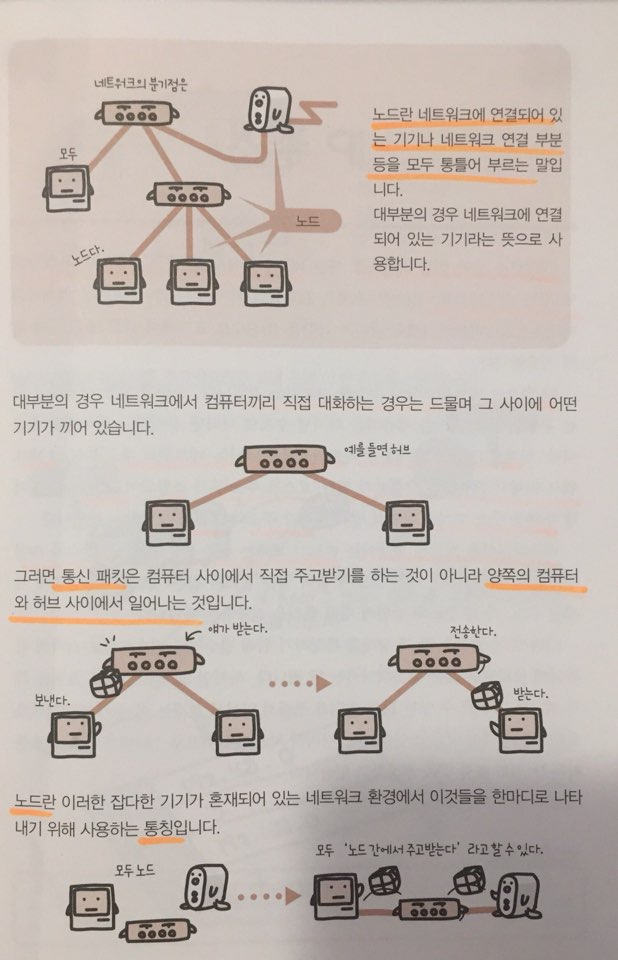 네트워크의 분기점은
모두
노드
노드다.
노드란 네트워크에 연결되어 있
는 기기나 네트워크 연결 부분
등을 모두 통틀어 부르는 말입
니다.
대부분의 경우 네트워크에 연결
되어 있는 기기라는 뜻으로 사
용합니다.
대부분의 경우 네트워크에서 컴퓨터끼리 직접 대화하는 경우는 드물며 그 사이에 어떤
기기가 끼어 있습니다.
예를 들면 허브
그러면 통신 패킷은 컴퓨터 사이에서 직접 주고받기를 하는 것이 아니라 양쪽의 컴퓨터
와 허브 사이에서 일어나는 것입니다.
얘가 받는다.
보낸다.
전송한다.
받는다.
노드란 이러한 잡다한 기기가 혼재되어 있는 네트워크 환경에서 이것들을 한마디로 나타
내기 위해 사용하는 통칭입니다.
모두 노드
모두 '노드 간에서 주고받는다' 라고 할 수 있다.